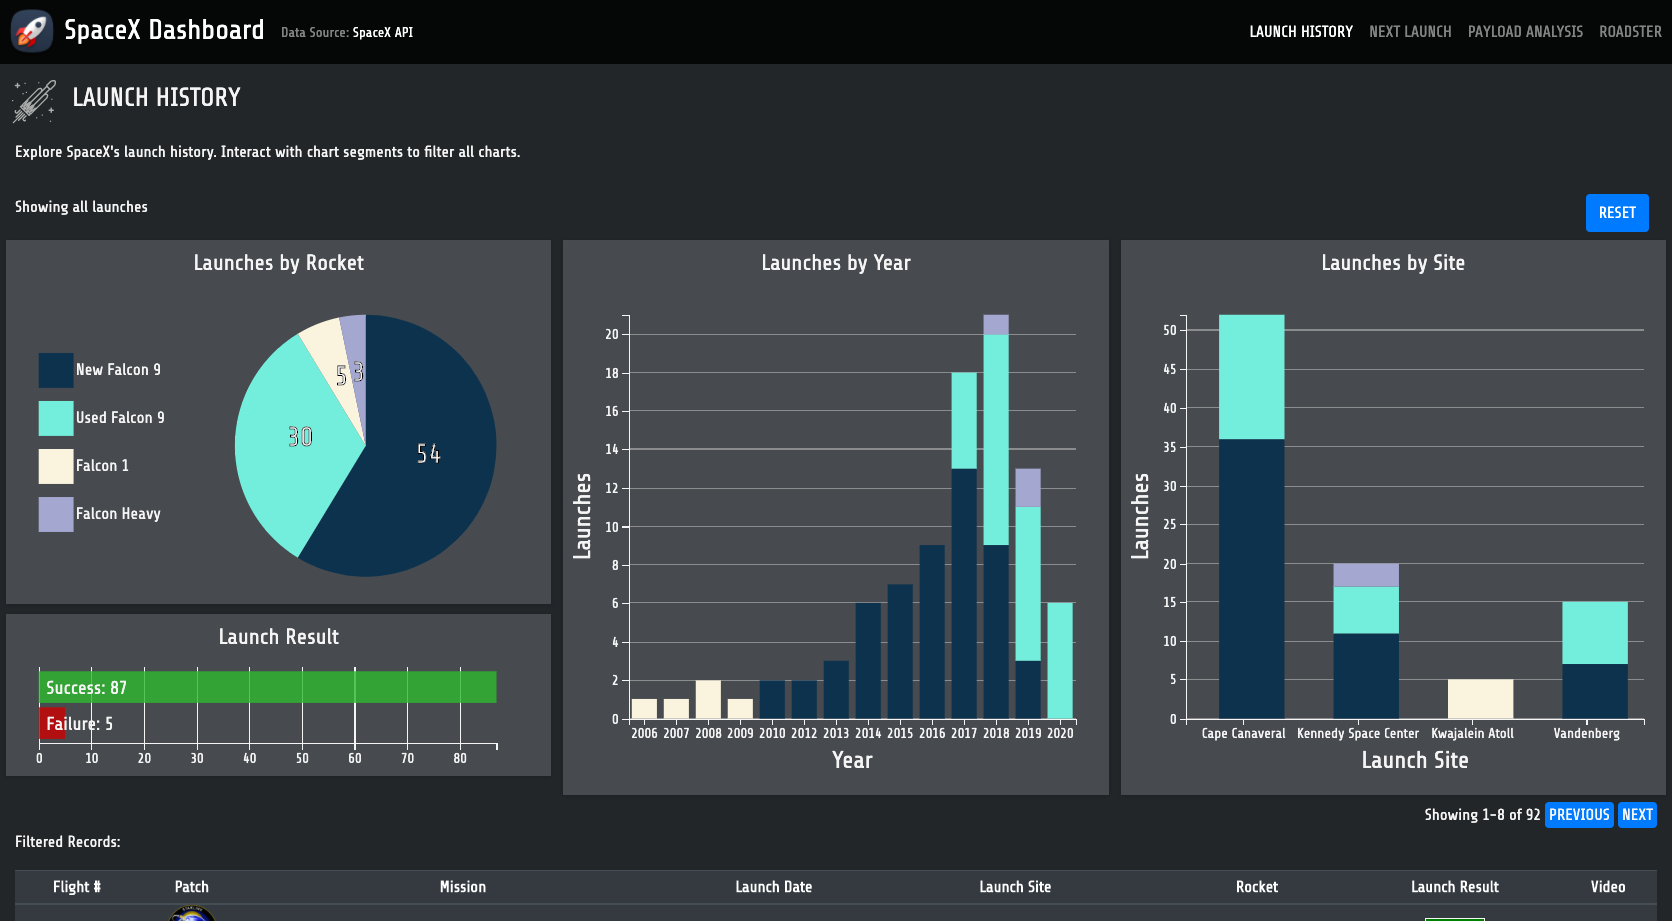 SpaceX Dashboard Data Source: SpaceX API LAUNCH HISTORY NEXT LAUNCH PAYLOAD ANALYSIS ROADSTER
LAUNCH HISTORY
Explore SpaceX's launch history. Interact with chart segments to filter all charts.
Showing all launches
RESET
Launches by Rocket
New Falcon 9
Used Falcon 9
Falcon 1
Falcon Heavy
5 3
30
54
Launch Result
Success: 87
Failure: 5
0 10 20 30 40 50 60 70 80
Launches by Year
Launches
20
18
16
14
12
10
8
6
4
2
0
2006 2007 2008 2009 2010 2012 2013 2014 2015 2016 2017 2018 2019 2020
Year
Launches by Site
Launches
50
45
40
35
30
25
20
15
10
5
0
Cape Canaveral Kennedy Space Center Kwajalein Atoll Vandenberg
Launch Site
Showing 1-8 of 92 PREVIOUS NEXT
Filtered Records:
Flight # Patch Mission Launch Date Launch Site Rocket Launch Result Video